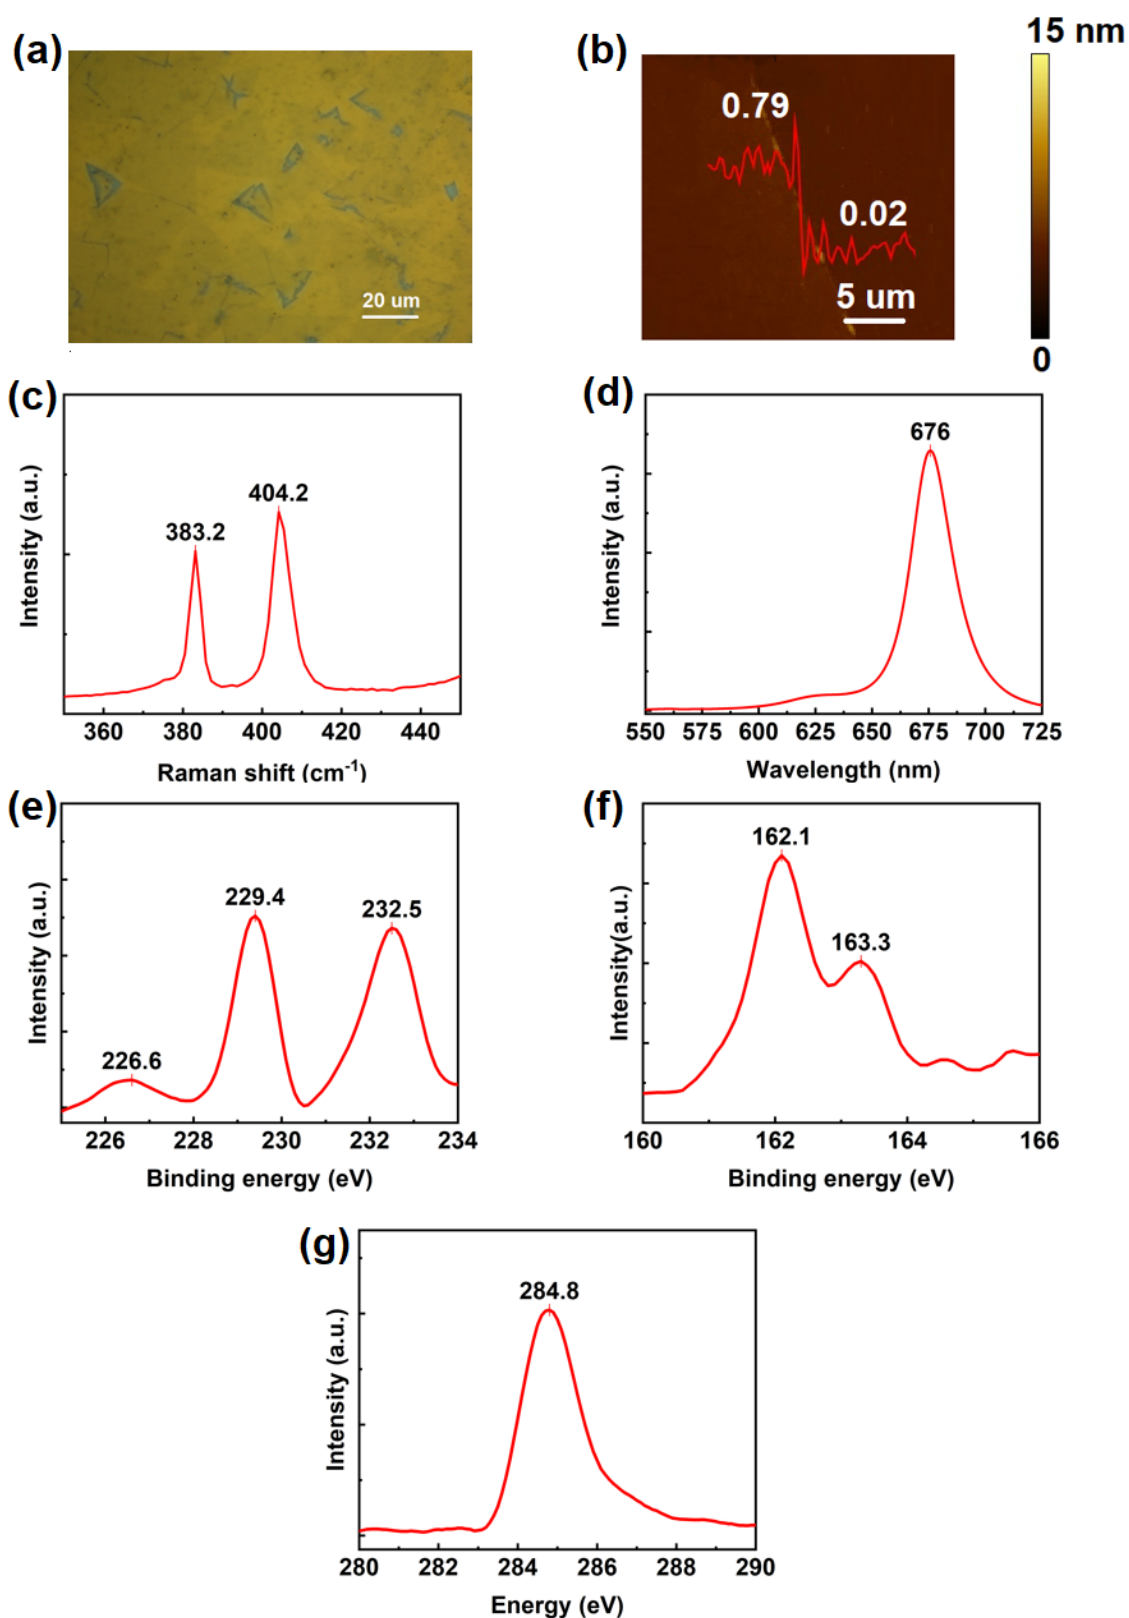 (a)
20 um
(b)
15 nm
0.79
0.02
5 um
0
(c)
Intensity (a.u.)
383.2
404.2
360 380 400 420 440
Raman shift (cm⁻¹)
(d)
Intensity (a.u.)
676
550 575 600 625 650 675 700 725
Wavelength (nm)
(e)
Intensity (a.u.)
226.6
229.4
232.5
226 228 230 232 234
Binding energy (eV)
(f)
Intensity(a.u.)
162.1
163.3
160 162 164 166
Binding energy (eV)
(g)
Intensity (a.u.)
284.8
280 282 284 286 288 290
Energy (eV)